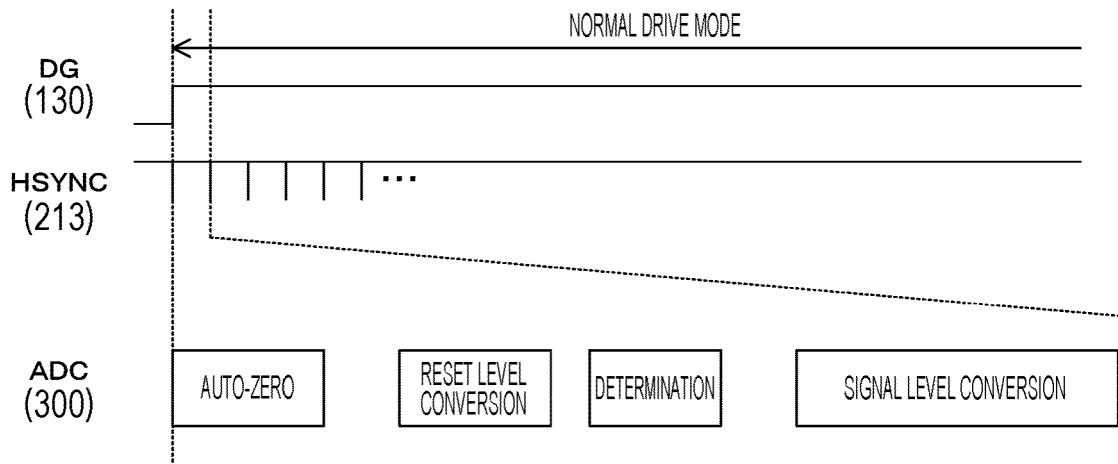 NORMAL DRIVE MODE
DG
(130)
HSYNC
(213)
...
ADC
(300)
AUTO-ZERO
RESET LEVEL
CONVERSION
DETERMINATION
SIGNAL LEVEL CONVERSION